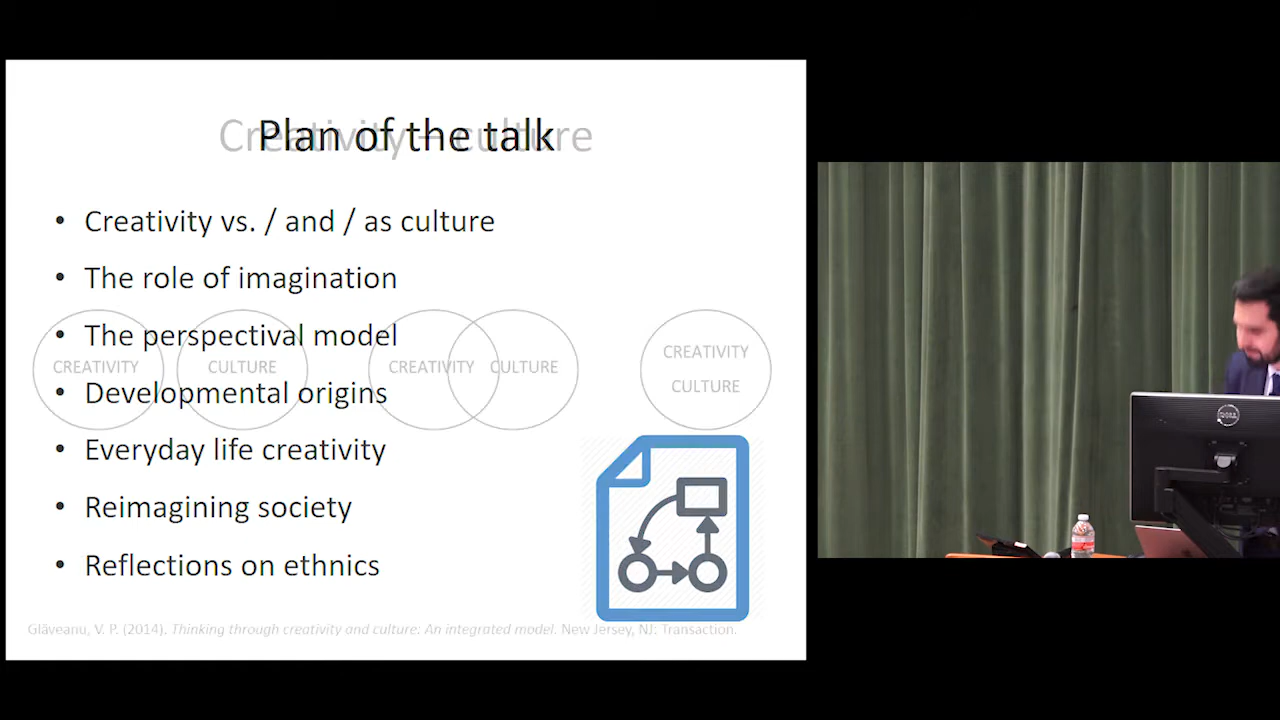 Plan of the talk
Creativity – culture
• Creativity vs. / and / as culture
• The role of imagination
• The perspectival model
CREATIVITY CULTURE CREATIVITY CULTURE CREATIVITY
CULTURE
• Developmental origins
• Everyday life creativity
• Reimagining society
• Reflections on ethnics
Glăveanu, V. P. (2014). Thinking through creativity and culture: An integrated model. New Jersey, NJ: Transaction.
DELL